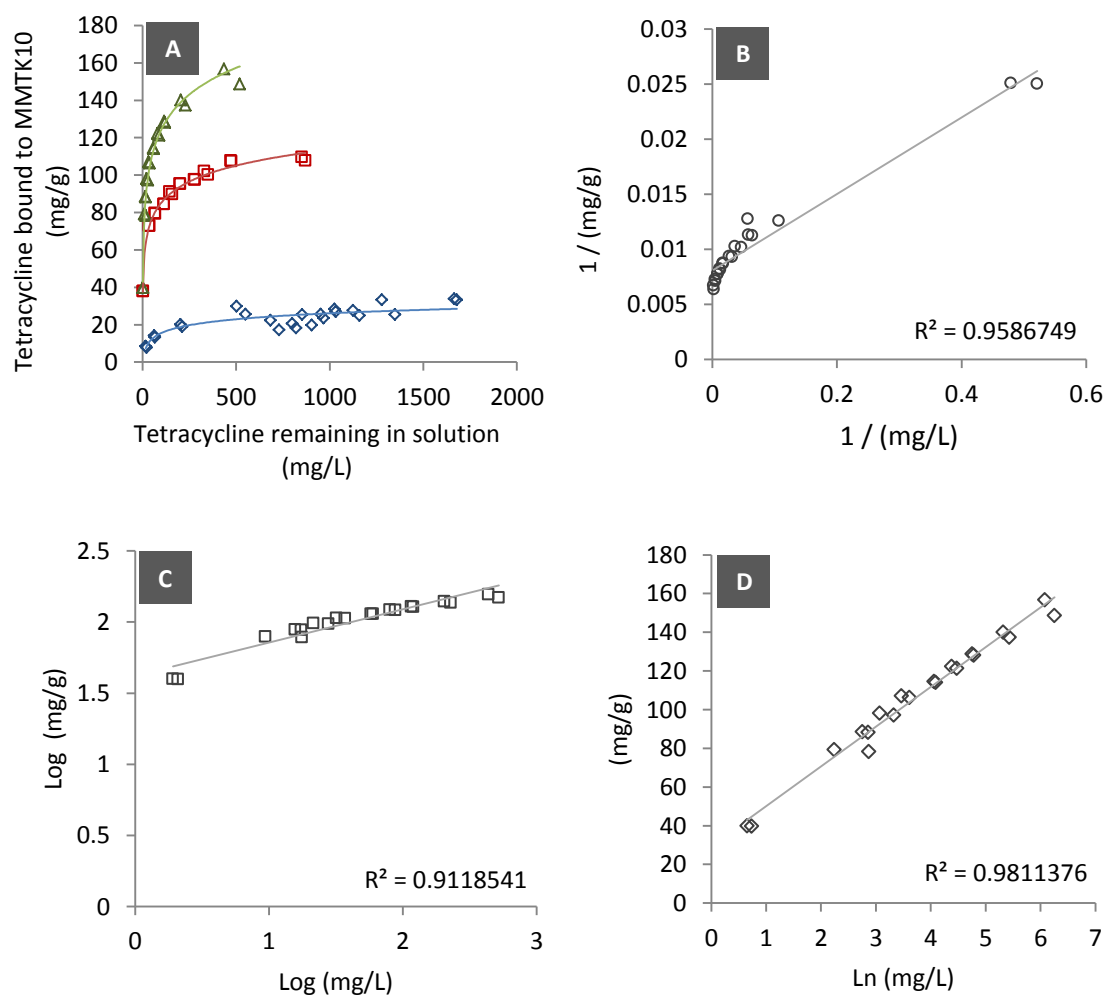 A
Tetracycline bound to MMTK10
(mg/g)
180
160
140
120
100
80
60
40
20
0
0 500 1000 1500 2000
Tetracycline remaining in solution
(mg/L)
B
1 / (mg/g)
0.03
0.025
0.02
0.015
0.01
0.005
0
R² = 0.9586749
0 0.2 0.4 0.6
1 / (mg/L)
C
Log (mg/g)
2.5
2
1.5
1
0.5
0
R² = 0.9118541
0 1 2 3
Log (mg/L)
D
(mg/g)
180
160
140
120
100
80
60
40
20
0
R² = 0.9811376
0 1 2 3 4 5 6 7
Ln (mg/L)